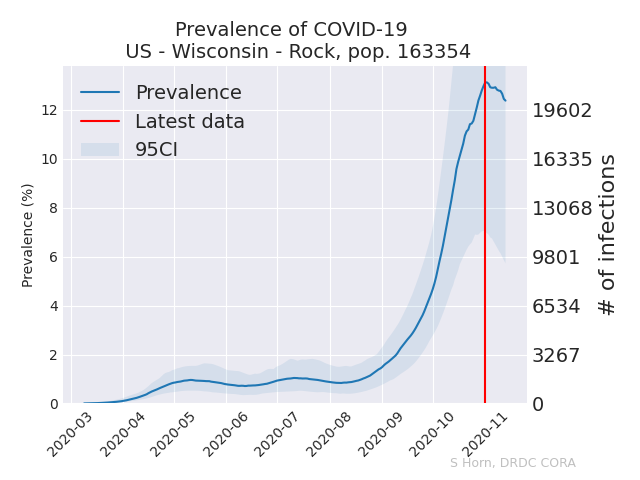 Prevalence of COVID-19
US - Wisconsin - Rock, pop. 163354
Prevalence
Latest data
95CI
Prevalence (%)
12
10
8
6
4
2
0
19602
16335
13068
9801
6534
3267
0
# of infections
2020-03
2020-04
2020-05
2020-06
2020-07
2020-08
2020-09
2020-10
2020-11
S Horn, DRDC CORA